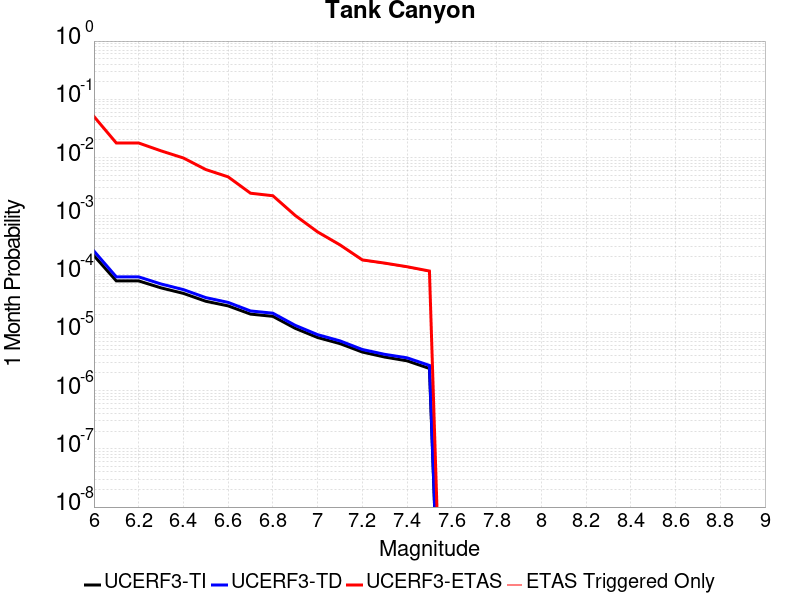 Tank Canyon
10^0
10^-1
10^-2
10^-3
10^-4
10^-5
10^-6
10^-7
10^-8
1 Month Probability
6 6.2 6.4 6.6 6.8 7 7.2 7.4 7.6 7.8 8 8.2 8.4 8.6 8.8 9
Magnitude
UCERF3-TI UCERF3-TD UCERF3-ETAS ETAS Triggered Only